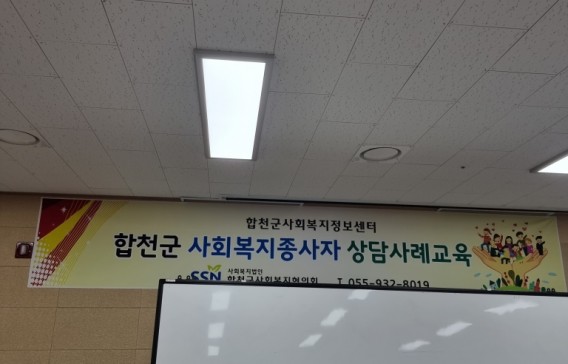 합천군사회복지정보센터
합천군 사회복지종사자 상담사례교육
SSN 사회복지법인
합천군사회복지협의회 T. 055-932-8019